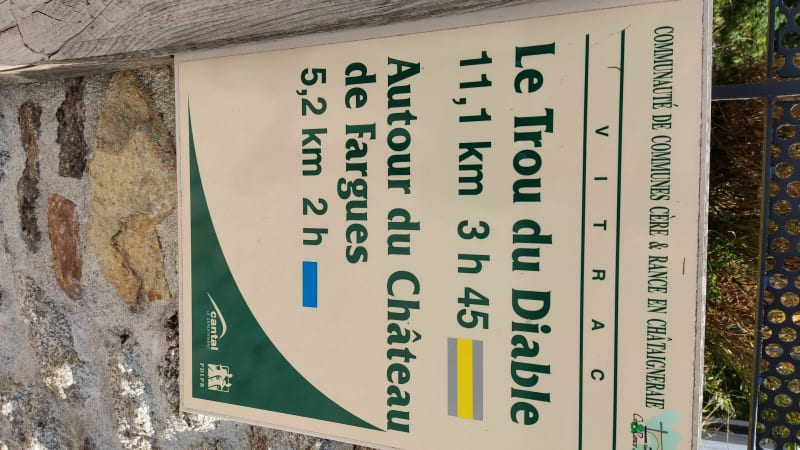 COMMUNAUTÉ DE COMMUNES CÈRE & RANCE EN CHÂTAIGNERAIE
VITRAC
Le Trou du Diable
11,1 km 3 h 45
Autour du Château
de Fargues
5,2 km 2 h
cantal
PDIPR